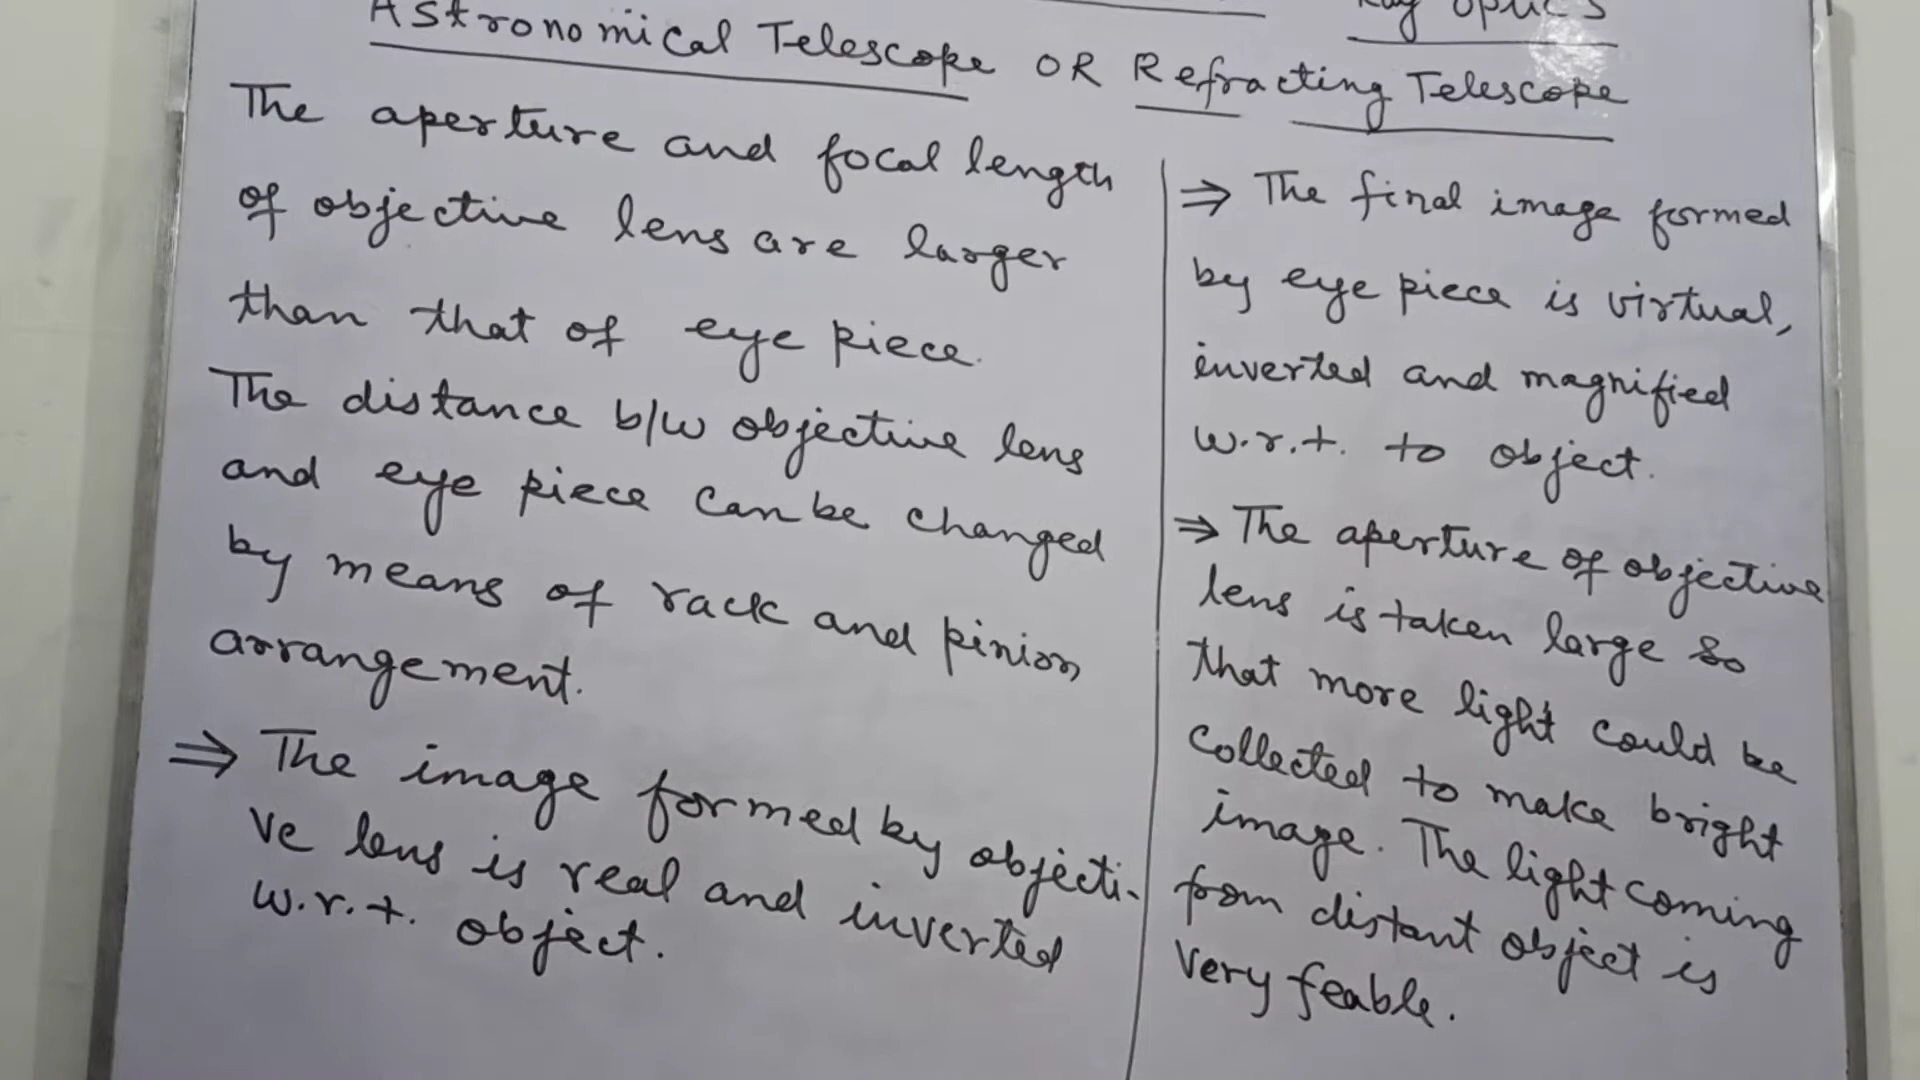 Ray Optics
Astronomical Telescope OR Refracting Telescope
The aperture and focal length
of objective lens are larger
than that of eye piece.
The distance b/w objective lens
and eye piece can be changed
by means of rack and pinion
arrangement.
⇒ The image formed by objecti-
ve lens is real and inverted
w.r.t. object.
⇒ The final image formed
by eye piece is virtual,
inverted and magnified
w.r.t. to object.
⇒ The aperture of objective
lens is taken large so
that more light could be
collected to make bright
image. The light coming
from distant object is
very feable.